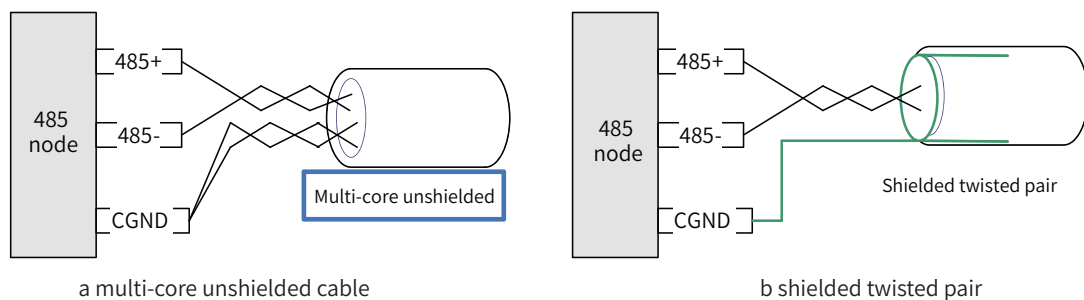 485+
485
node
485-
Multi-core unshielded
CGND
a multi-core unshielded cable
485+
485
node
485-
Shielded twisted pair
CGND
b shielded twisted pair